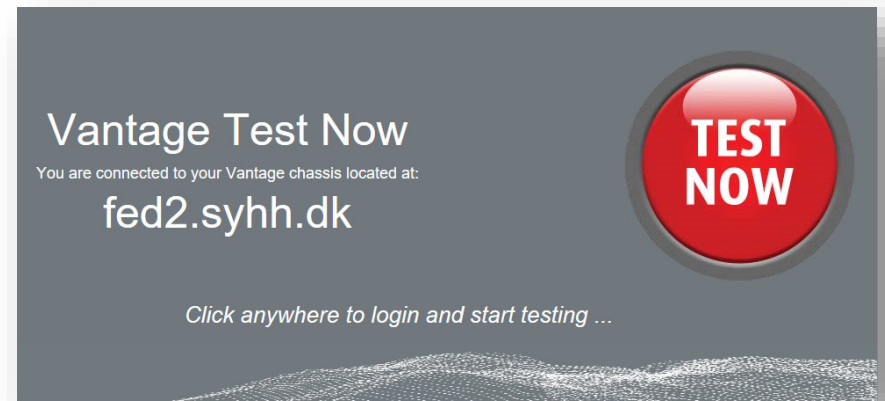 Vantage Test Now
You are connected to your Vantage chassis located at:
fed2.syhh.dk
TEST
NOW
Click anywhere to login and start testing ...